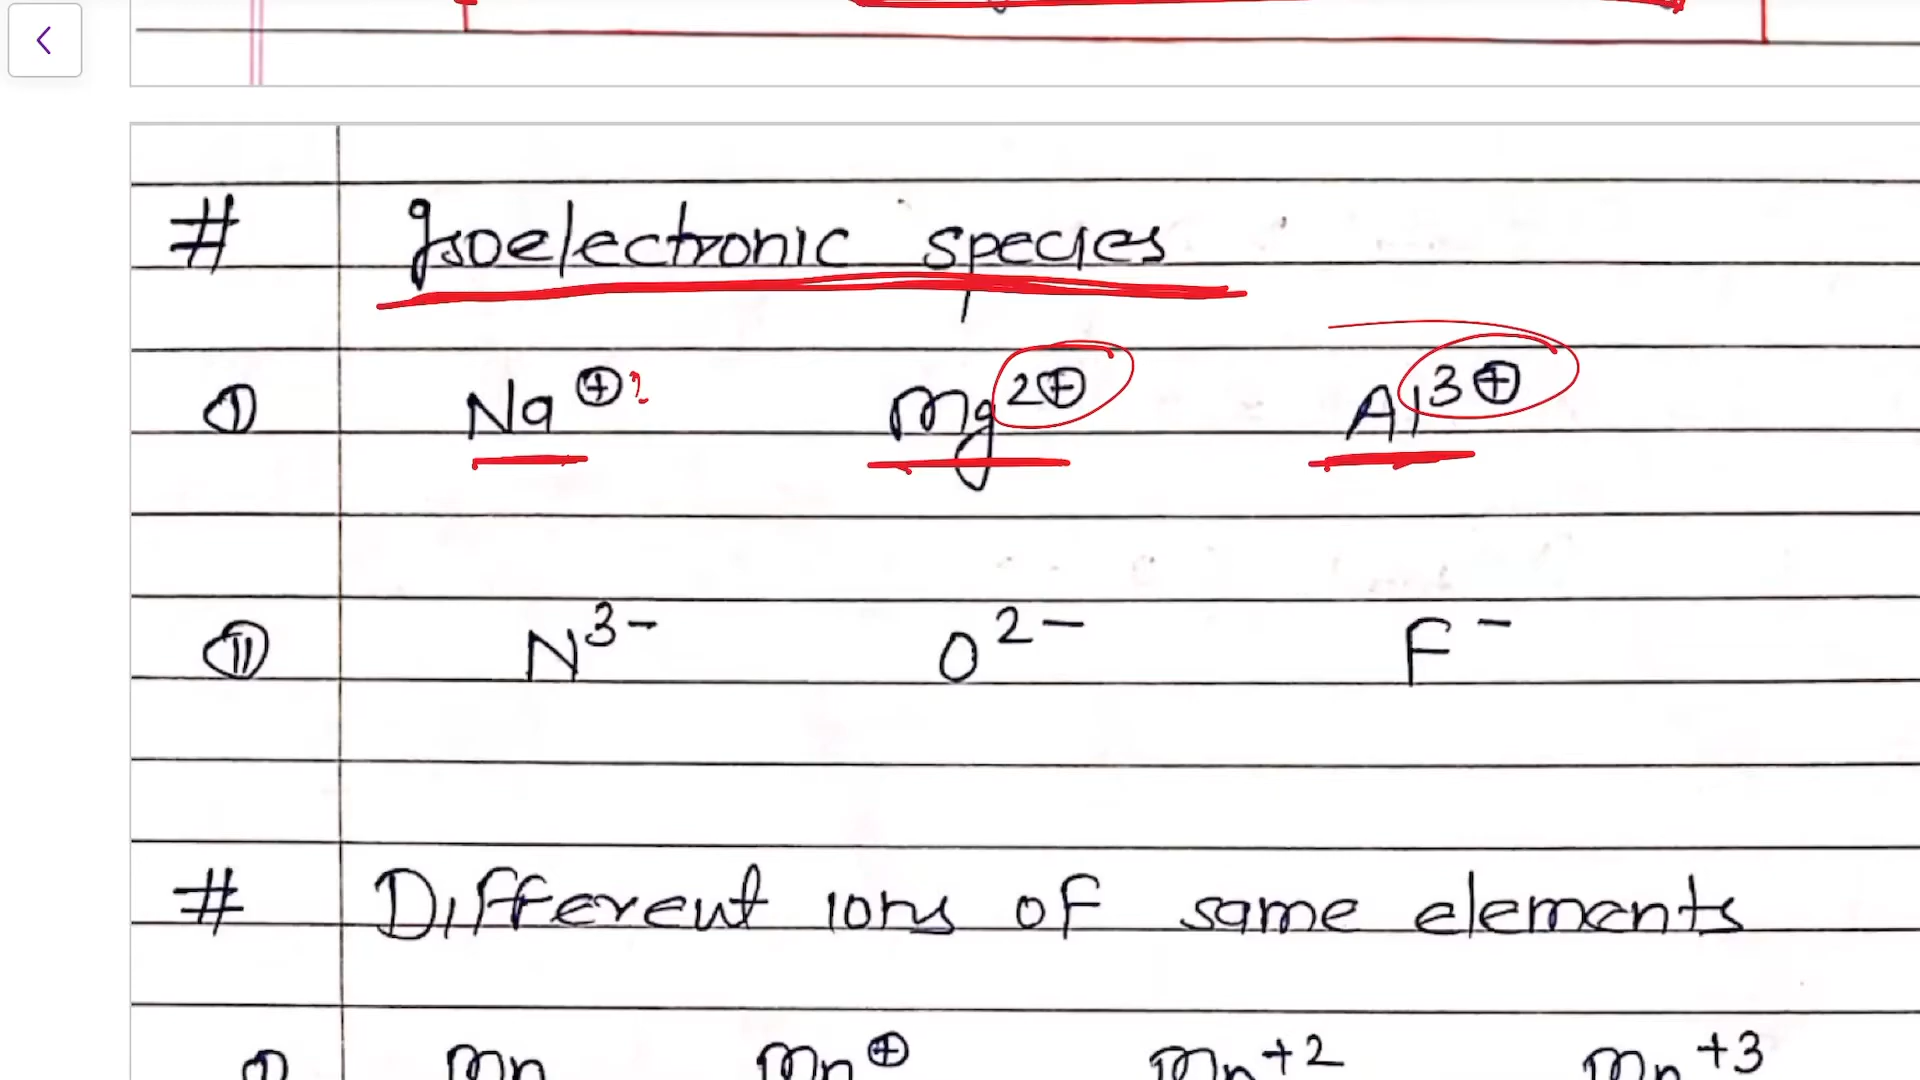 # Isoelectronic species
① Na⊕ Mg2⊕ Al3⊕
② N3- O2- F-
# Different ions of same elements
① Mn Mn⊕ Mn+2 Mn+3